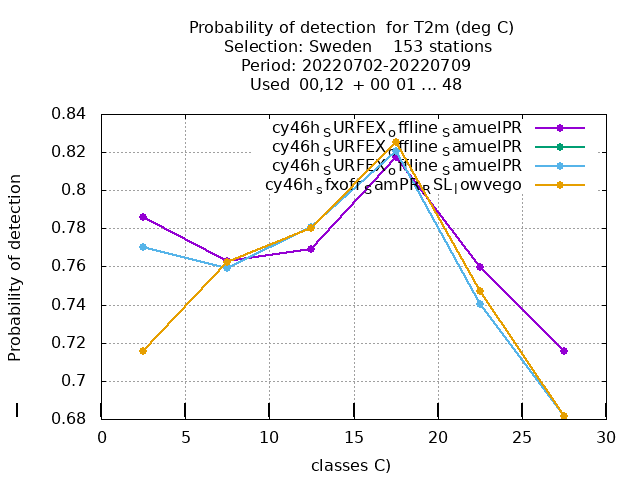 Probability of detection for T2m (deg C)
Selection: Sweden 153 stations
Period: 20220702-20220709
Used 00,12 + 00 01 ... 48
0.84
0.82
0.8
0.78
0.76
0.74
0.72
0.7
0.68
Probability of detection
cy46h_SURFEX_offline_SamuelPR
cy46h_SURFEX_offline_SamuelPR
cy46h_SURFEX_offline_SamuelPR
cy46h_sfxofr_SamPR_RSL_lowvego
0 5 10 15 20 25 30
classes C)